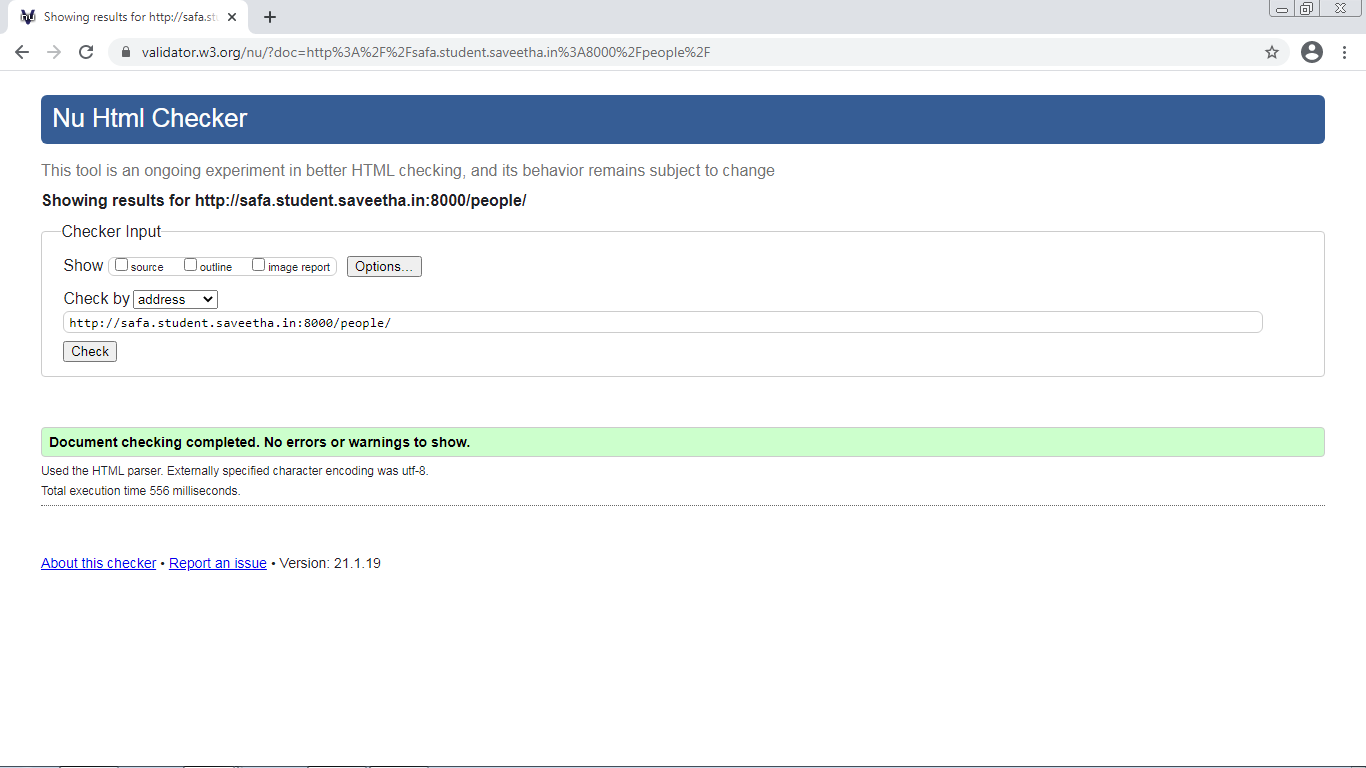 Showing results for http://safa.st
validator.w3.org/nu/?doc=http%3A%2F%2Fsafa.student.saveetha.in%3A8000%2Fpeople%2F
Nu Html Checker
This tool is an ongoing experiment in better HTML checking, and its behavior remains subject to change
Showing results for http://safa.student.saveetha.in:8000/people/
Checker Input
Show source outline image report Options...
Check by address
http://safa.student.saveetha.in:8000/people/
Check
Document checking completed. No errors or warnings to show.
Used the HTML parser. Externally specified character encoding was utf-8.
Total execution time 556 milliseconds.
About this checker • Report an issue • Version: 21.1.19